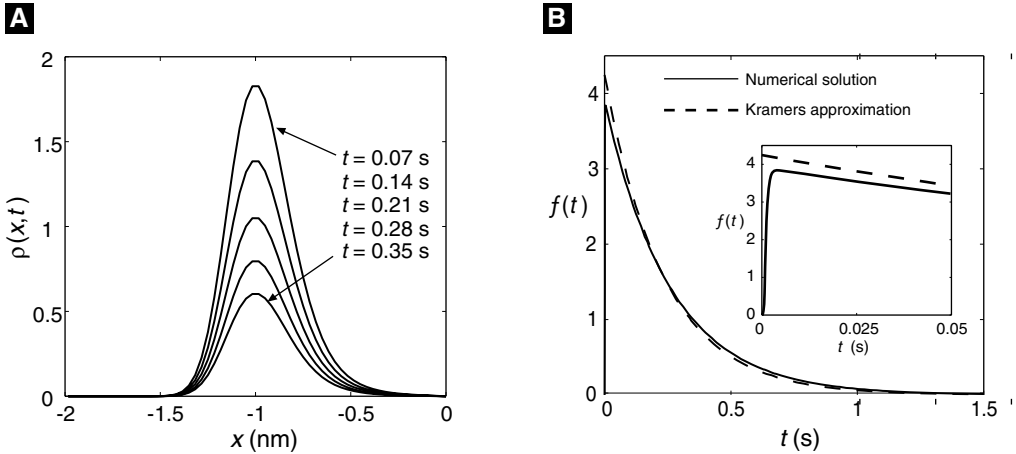 A
2
1.5
1
0.5
0
-2
-1.5
-1
-0.5
0
x (nm)
ρ(x,t)
t = 0.07 s
t = 0.14 s
t = 0.21 s
t = 0.28 s
t = 0.35 s
B
4
3
2
1
0
0
0.5
1
1.5
t (s)
f(t)
Numerical solution
Kramers approximation
4
3
2
1
0
0
0.025
0.05
t (s)
f(t)